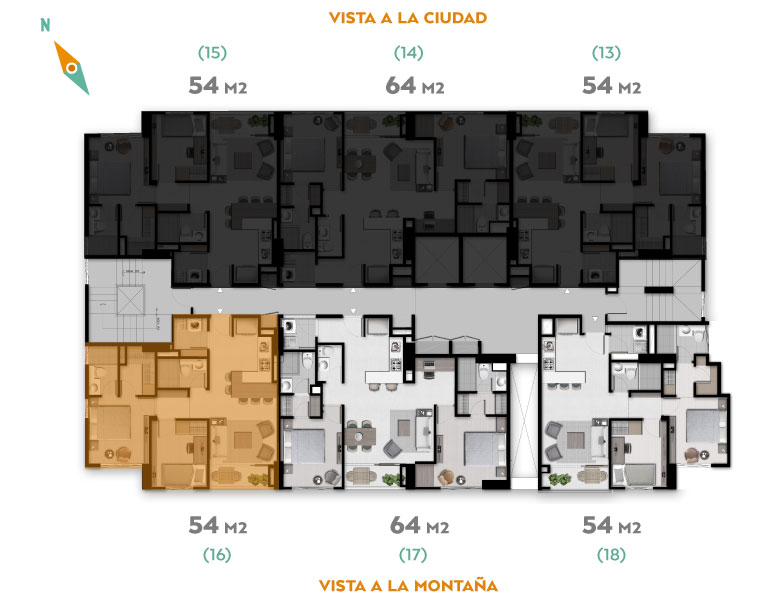 VISTA A LA CIUDAD
N
(15) (14) (13)
54 M2 64 M2 54 M2
54 M2 64 M2 54 M2
(16) (17) (18)
VISTA A LA MONTAÑA